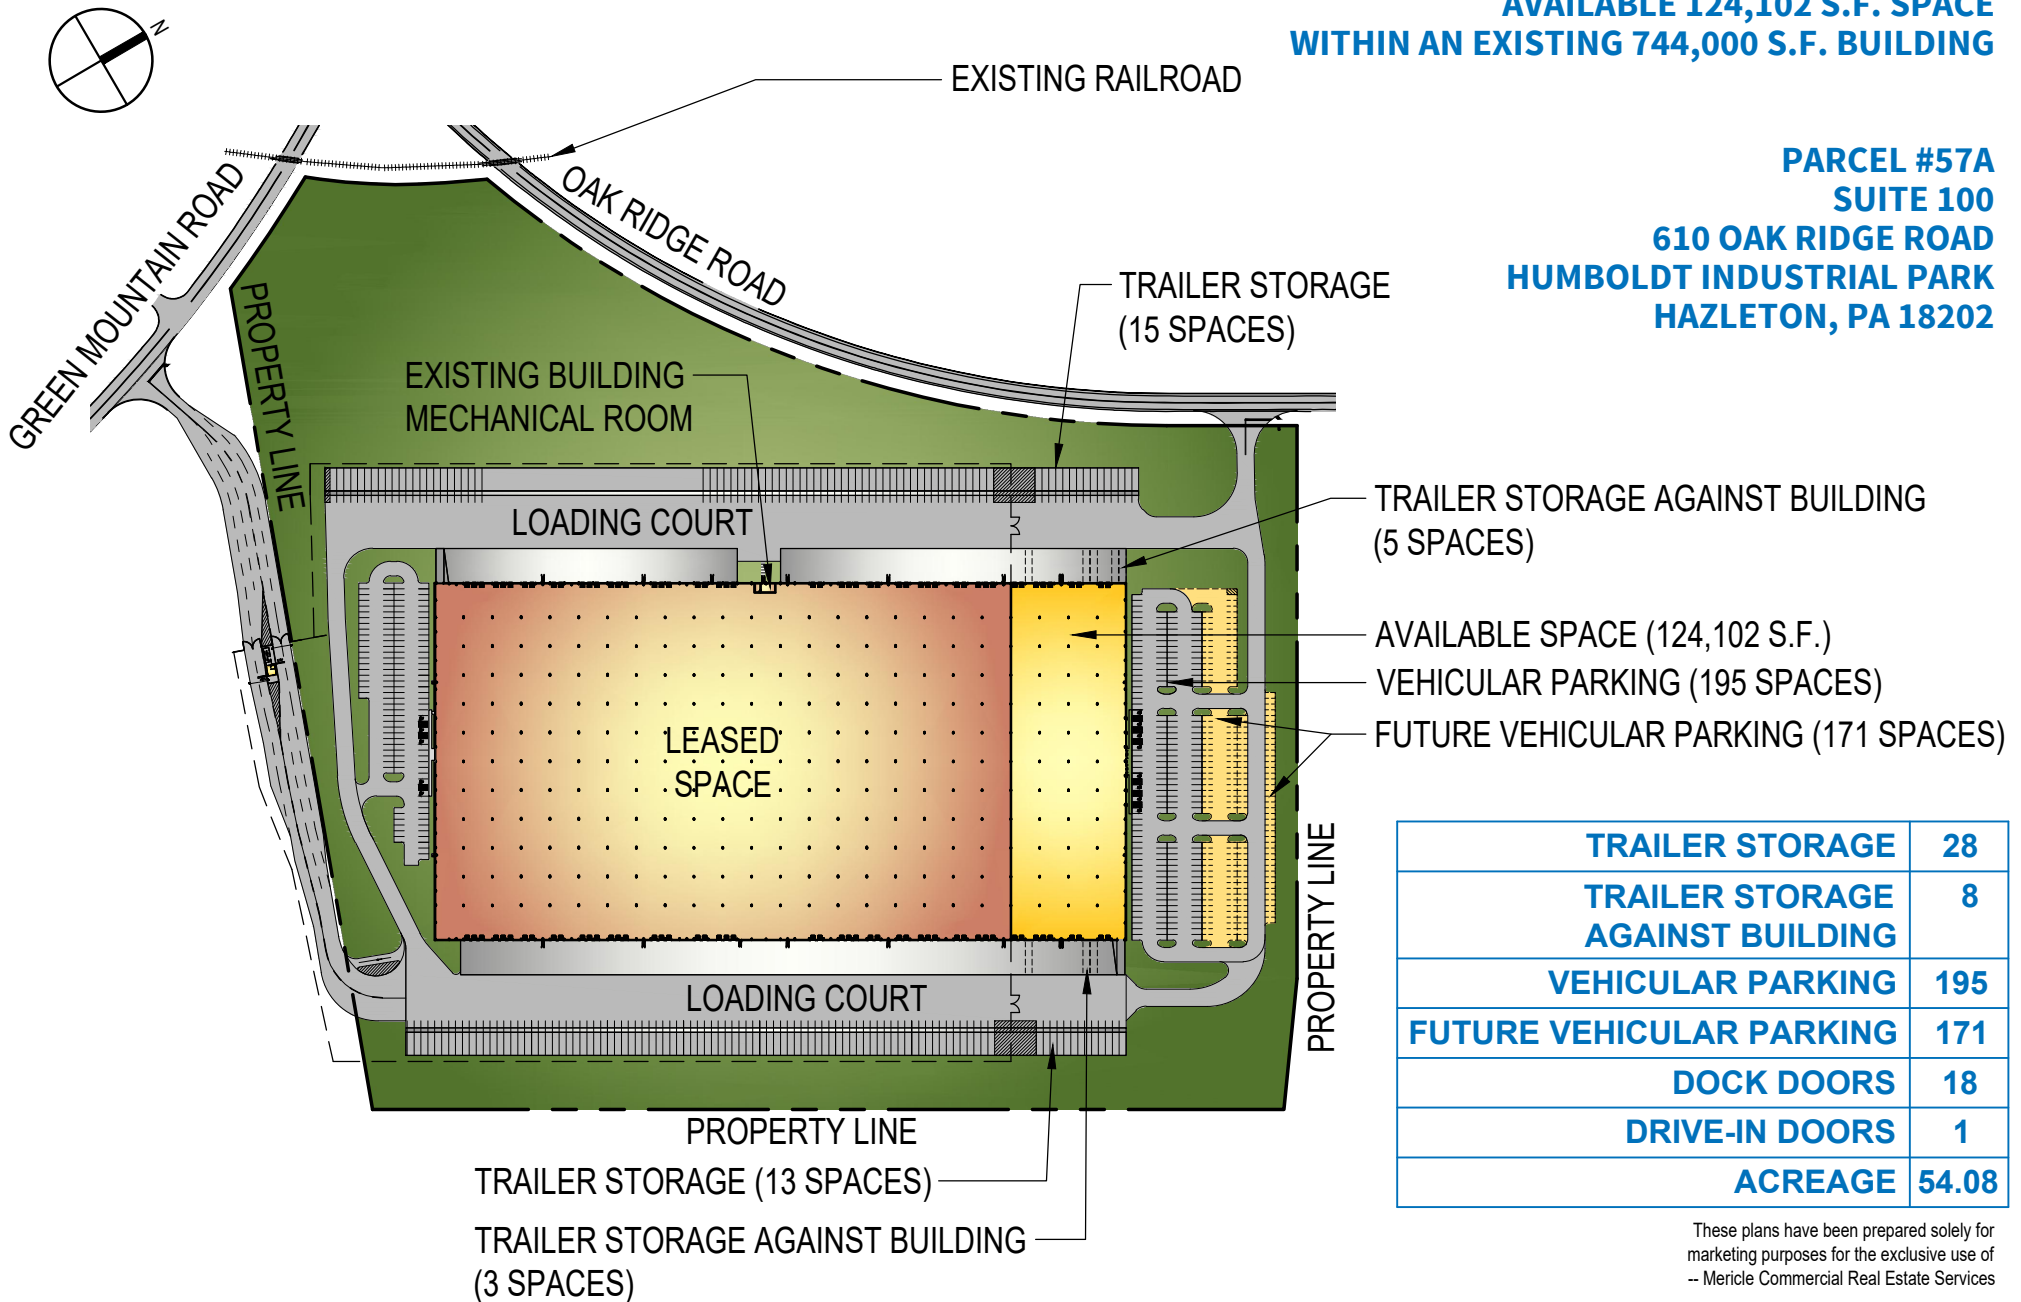 AVAILABLE 124,102 S.F. SPACE
WITHIN AN EXISTING 744,000 S.F. BUILDING
N
EXISTING RAILROAD
PARCEL #57A
SUITE 100
610 OAK RIDGE ROAD
HUMBOLDT INDUSTRIAL PARK
HAZLETON, PA 18202
GREEN MOUNTAIN ROAD
OAK RIDGE ROAD
PROPERTY LINE
TRAILER STORAGE
(15 SPACES)
EXISTING BUILDING
MECHANICAL ROOM
LOADING COURT
TRAILER STORAGE AGAINST BUILDING
(5 SPACES)
AVAILABLE SPACE (124,102 S.F.)
VEHICULAR PARKING (195 SPACES)
FUTURE VEHICULAR PARKING (171 SPACES)
LEASED
SPACE
PROPERTY LINE
LOADING COURT
PROPERTY LINE
TRAILER STORAGE (13 SPACES)
TRAILER STORAGE AGAINST BUILDING
(3 SPACES)
TRAILER STORAGE 28
TRAILER STORAGE 8
AGAINST BUILDING
VEHICULAR PARKING 195
FUTURE VEHICULAR PARKING 171
DOCK DOORS 18
DRIVE-IN DOORS 1
ACREAGE 54.08
These plans have been prepared solely for
marketing purposes for the exclusive use of
-- Mericle Commercial Real Estate Services